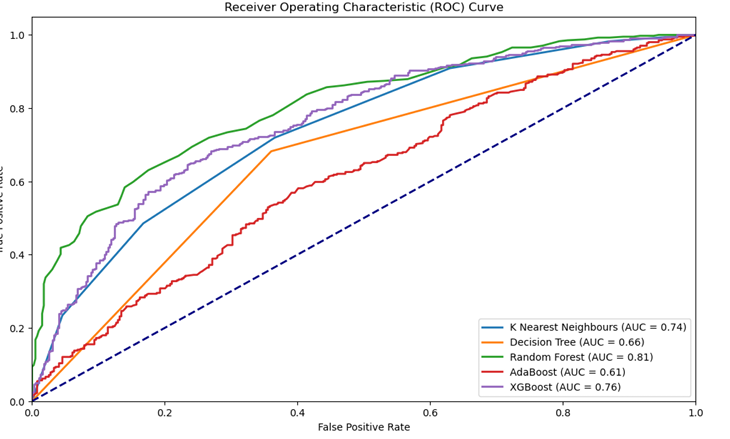 Receiver Operating Characteristic (ROC) Curve
1.0
0.8
0.6
0.4
0.2
0.0
Positive Rate
0.0 0.2 0.4 0.6 0.8 1.0
False Positive Rate
K Nearest Neighbours (AUC = 0.74)
Decision Tree (AUC = 0.66)
Random Forest (AUC = 0.81)
AdaBoost (AUC = 0.61)
XGBoost (AUC = 0.76)